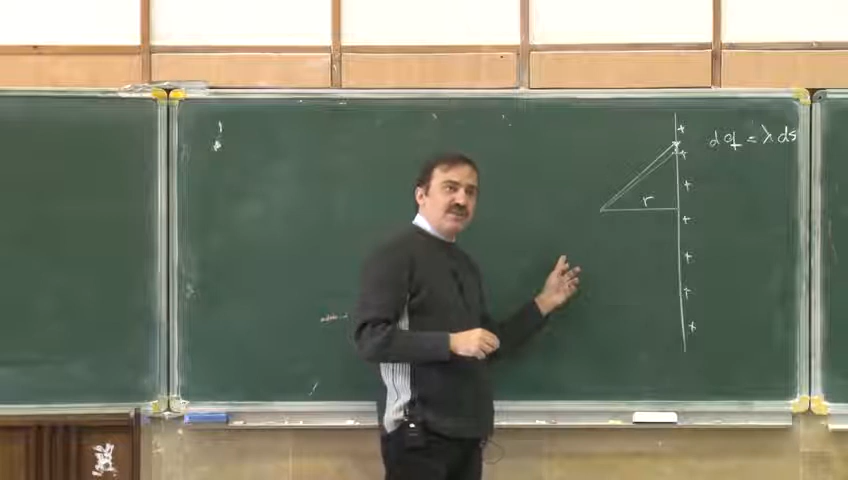 dq = λ ds
r